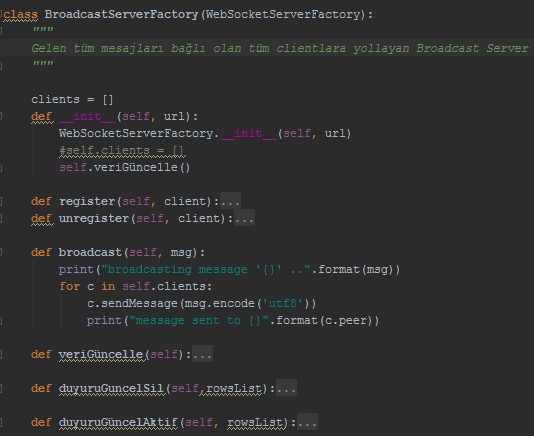 class BroadcastServerFactory(WebSocketServerFactory):
    """
    Gelen tüm mesajları bağlı olan tüm clientlara yollayan Broadcast Server
    """

    clients = []
    def __init__(self, url):
        WebSocketServerFactory.__init__(self, url)
        #self.clients = []
        self.veriGüncelle()

    def register(self, client):...
    def unregister(self, client):...

    def broadcast(self, msg):
        print("broadcasting message '{}' ..".format(msg))
        for c in self.clients:
            c.sendMessage(msg.encode('utf8'))
            print("message sent to {}".format(c.peer))

    def veriGüncelle(self):...

    def duyuruGuncelSil(self,rowsList):...

    def duyuruGüncelAktif(self, rowsList):...